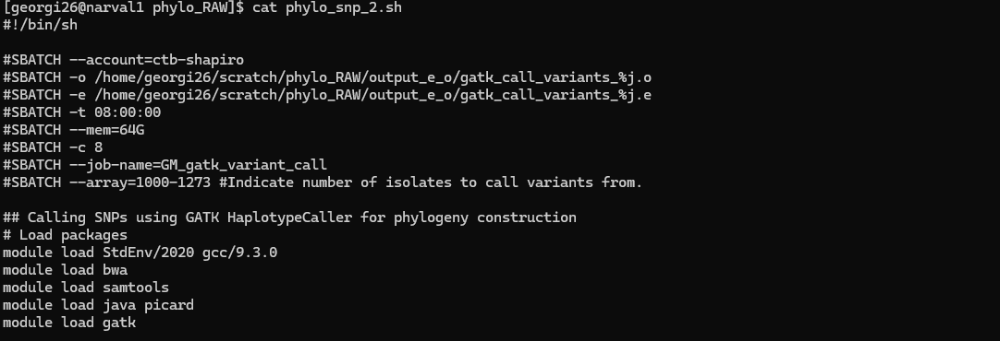 [georgi26@narval1 phylo_RAW]$ cat phylo_snp_2.sh
#!/bin/sh
#SBATCH --account=ctb-shapiro
#SBATCH -o /home/georgi26/scratch/phylo_RAW/output_e_o/gatk_call_variants_%j.o
#SBATCH -e /home/georgi26/scratch/phylo_RAW/output_e_o/gatk_call_variants_%j.e
#SBATCH -t 08:00:00
#SBATCH --mem=64G
#SBATCH -c 8
#SBATCH --job-name=GM_gatk_variant_call
#SBATCH --array=1000-1273 #Indicate number of isolates to call variants from.
## Calling SNPs using GATK HaplotypeCaller for phylogeny construction
# Load packages
module load StdEnv/2020 gcc/9.3.0
module load bwa
module load samtools
module load java picard
module load gatk